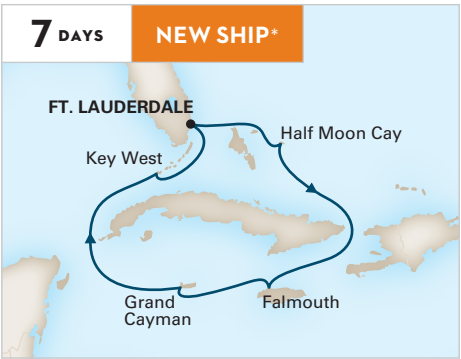 7 DAYS
NEW SHIP*
FT. LAUDERDALE
Half Moon Cay
Key West
Grand
Cayman
Falmouth